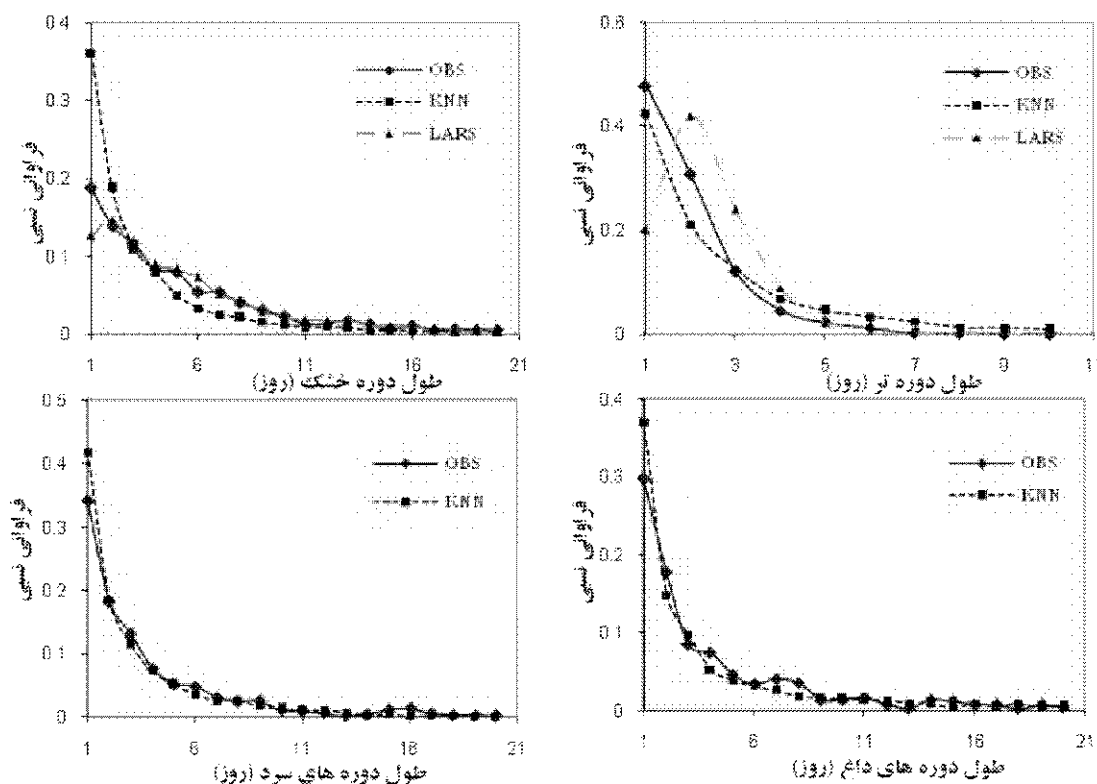 0.4
0.3
0.2
0.1
0
فراوانی نسبی
OBS
KNN
LARS
1 6 11 16 21
طول دوره خشک (روز)
0.6
0.4
0.2
0
فراوانی نسبی
OBS
KNN
LARS
1 3 5 7 9 11
طول دوره تر (روز)
0.5
0.4
0.3
0.2
0.1
0
فراوانی نسبی
OBS
KNN
1 6 11 16 21
طول دوره های سرد (روز)
0.4
0.3
0.2
0.1
0
فراوانی نسبی
OBS
KNN
1 6 11 16 21
طول دوره های داغ (روز)